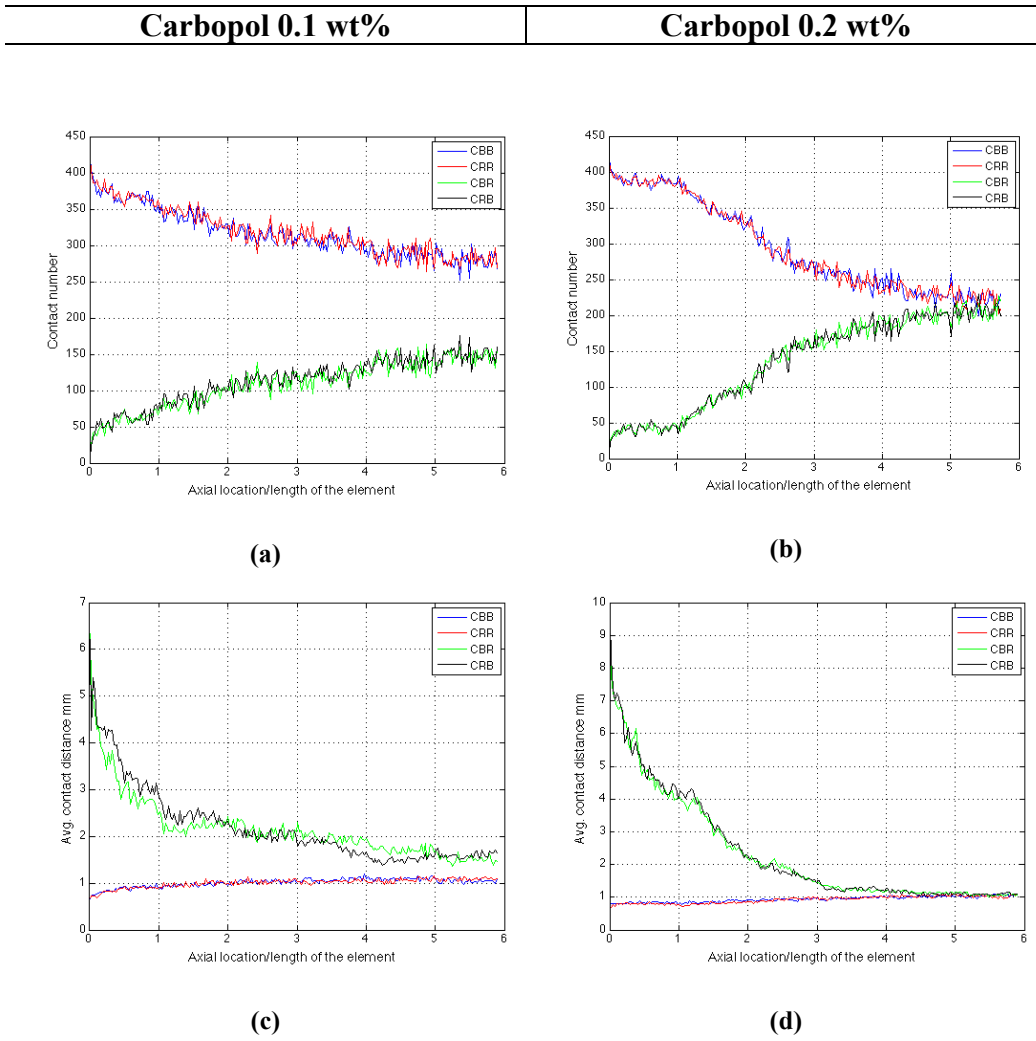 Carbopol 0.1 wt%
Carbopol 0.2 wt%
450
400
350
300
250
200
150
100
50
0
Contact number
0 1 2 3 4 5 6
Axial location/length of the element
CBB
CRR
CBR
CRB
(a)
450
400
350
300
250
200
150
100
50
0
Contact number
0 1 2 3 4 5 6
Axial location/length of the element
CBB
CRR
CBR
CRB
(b)
7
6
5
4
3
2
1
0
Avg. contact distance mm
0 1 2 3 4 5 6
Axial location/length of the element
CBB
CRR
CBR
CRB
(c)
10
9
8
7
6
5
4
3
2
1
0
Avg. contact distance mm
0 1 2 3 4 5 6
Axial location/length of the element
CBB
CRR
CBR
CRB
(d)